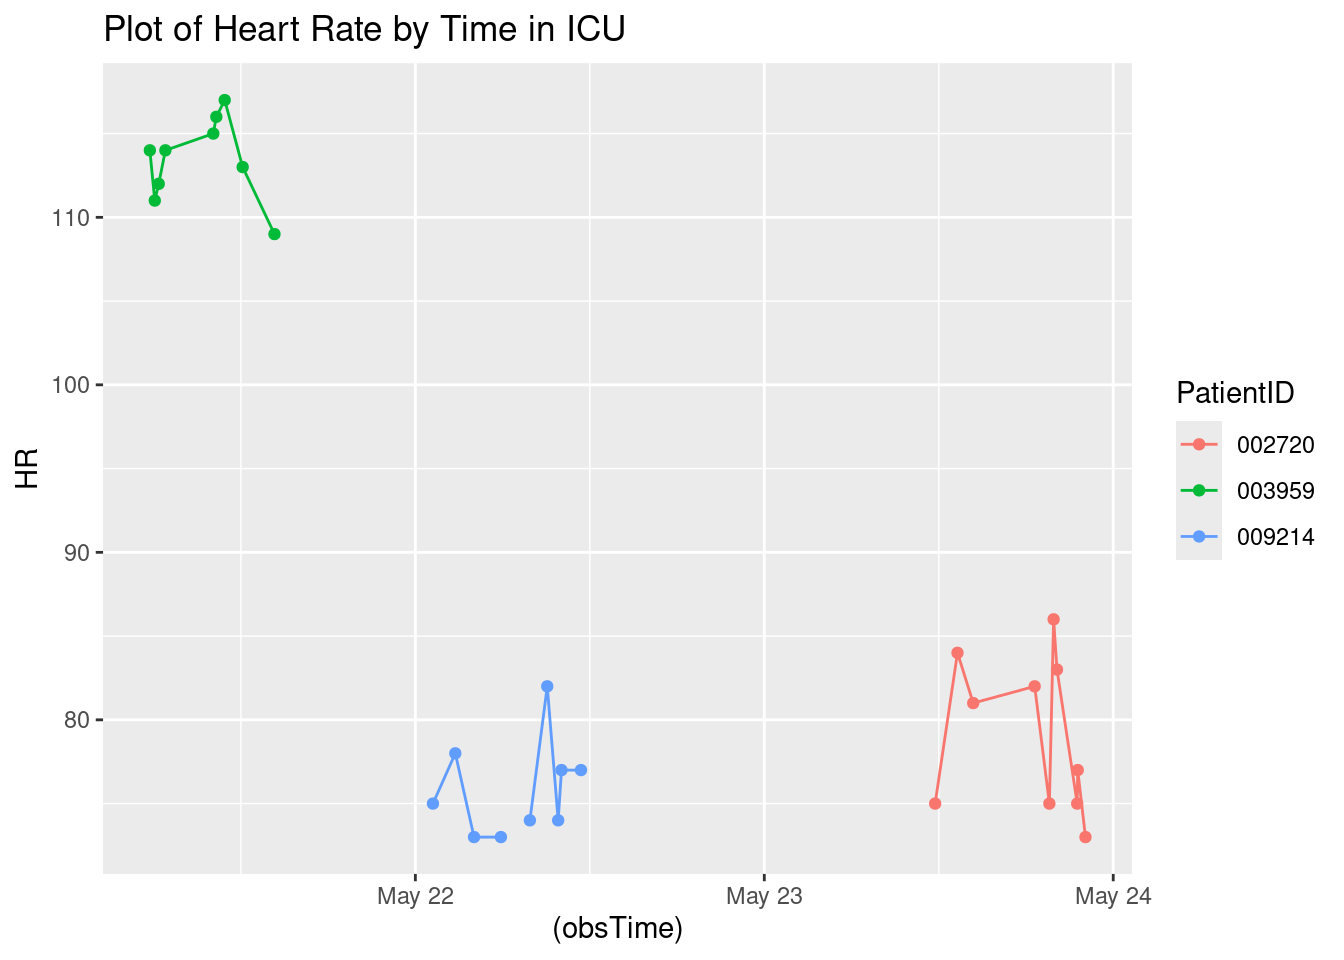 Plot of Heart Rate by Time in ICU
110
100
90
80
HR
May 22
May 23
May 24
(obsTime)
PatientID
002720
003959
009214